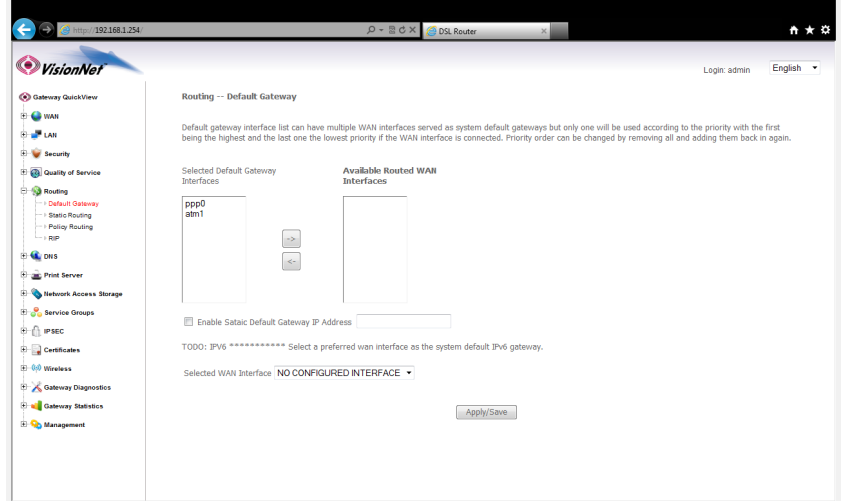 http://192.168.1.254/
DSL Router
VisionNet
Login: admin
English
Gateway QuickView
WAN
LAN
Security
Quality of Service
Routing
Default Gateway
Static Routing
Policy Routing
RIP
DNS
Print Server
Network Access Storage
Service Groups
IPSEC
Certificates
Wireless
Gateway Diagnostics
Gateway Statistics
Management
Routing -- Default Gateway
Default gateway interface list can have multiple WAN interfaces served as system default gateways but only one will be used according to the priority with the first
being the highest and the last one the lowest priority if the WAN interface is connected. Priority order can be changed by removing all and adding them back in again.
Selected Default Gateway
Interfaces
Available Routed WAN
Interfaces
ppp0
atm1
->
<-
Enable Sataic Default Gateway IP Address
TODO: IPV6 *********** Select a preferred wan interface as the system default IPv6 gateway.
Selected WAN Interface NO CONFIGURED INTERFACE
Apply/Save